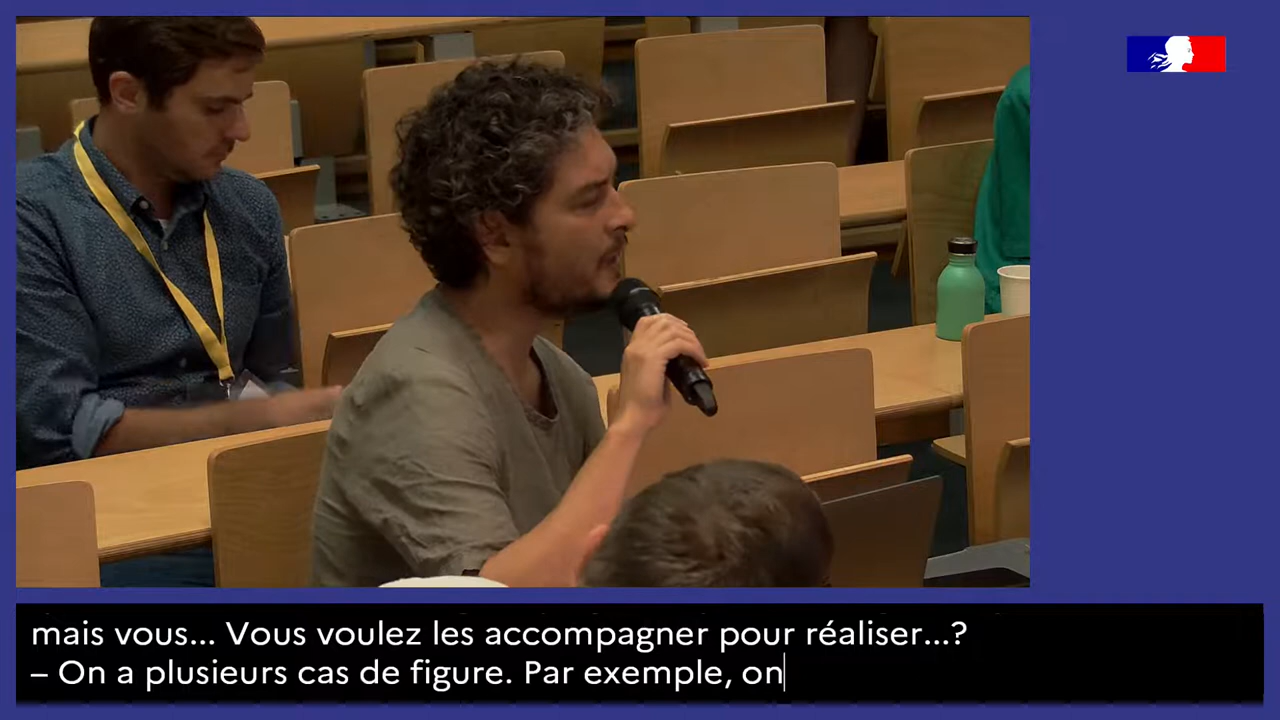 mais vous... Vous voulez les accompagner pour réaliser...?
– On a plusieurs cas de figure. Par exemple, on